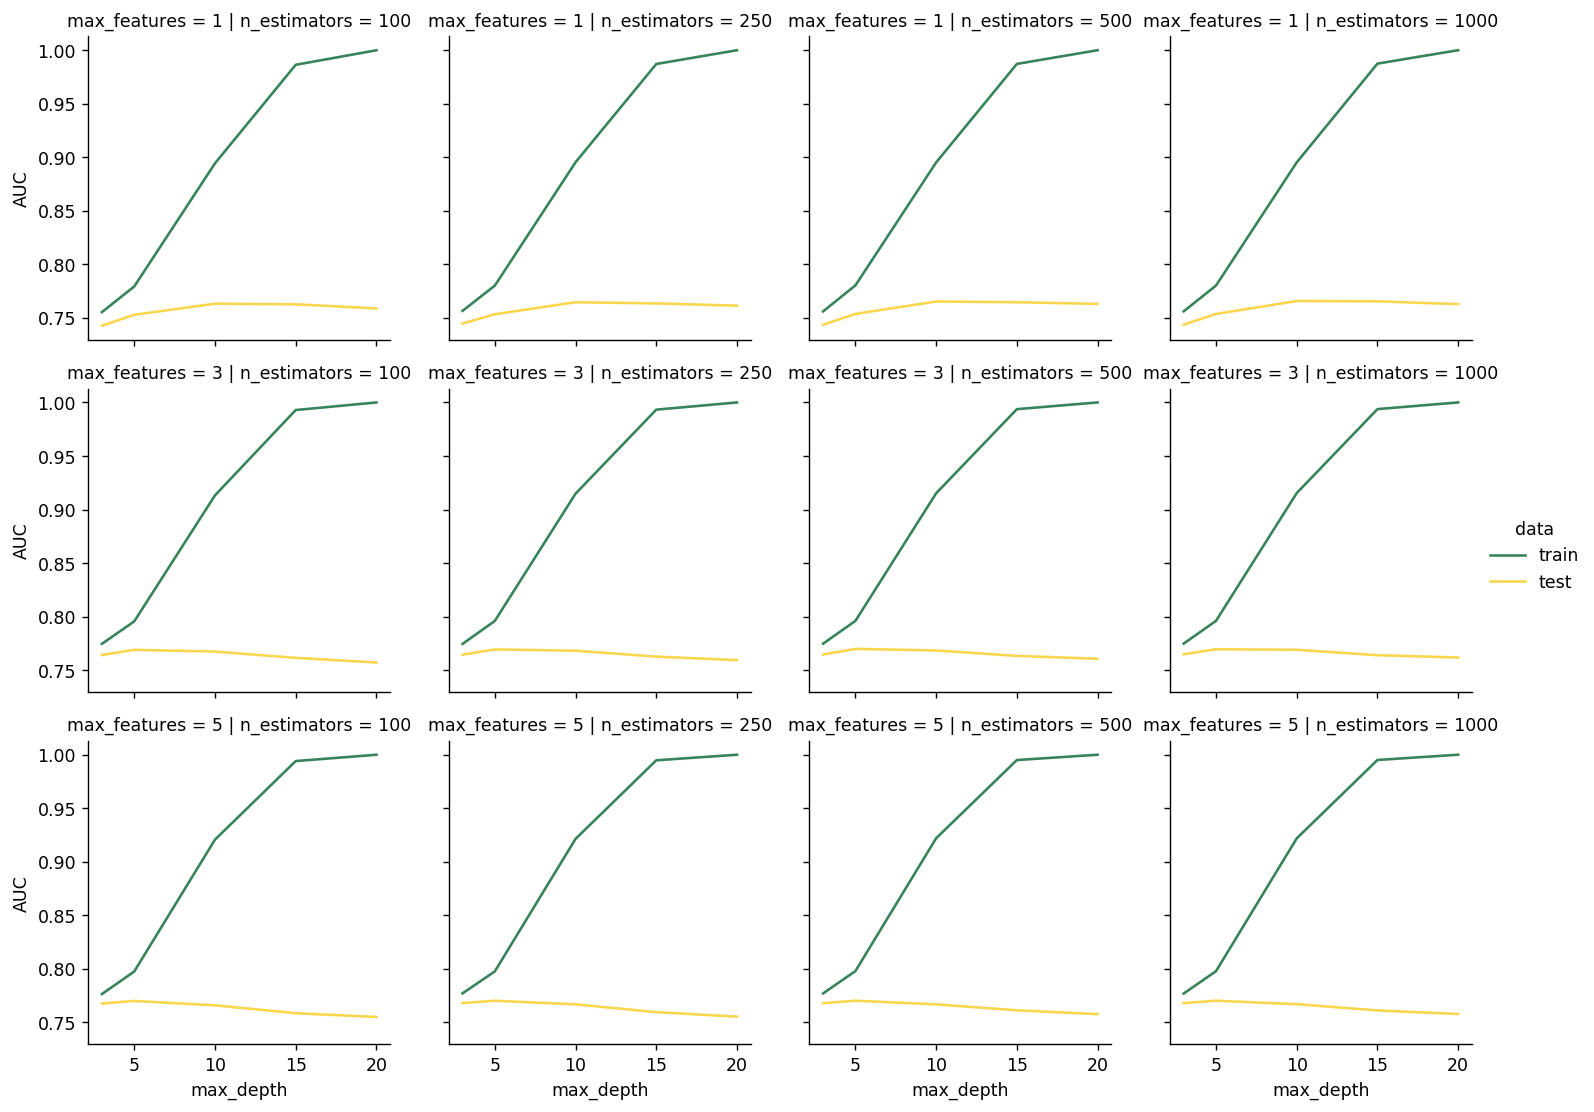 max_features = 1 | n_estimators = 100
max_features = 1 | n_estimators = 250
max_features = 1 | n_estimators = 500
max_features = 1 | n_estimators = 1000
1.00
0.95
0.90
0.85
0.80
0.75
AUC
max_features = 3 | n_estimators = 100
max_features = 3 | n_estimators = 250
max_features = 3 | n_estimators = 500
max_features = 3 | n_estimators = 1000
1.00
0.95
0.90
0.85
0.80
0.75
AUC
data
train
test
max_features = 5 | n_estimators = 100
max_features = 5 | n_estimators = 250
max_features = 5 | n_estimators = 500
max_features = 5 | n_estimators = 1000
1.00
0.95
0.90
0.85
0.80
0.75
AUC
5 10 15 20
5 10 15 20
5 10 15 20
5 10 15 20
max_depth
max_depth
max_depth
max_depth